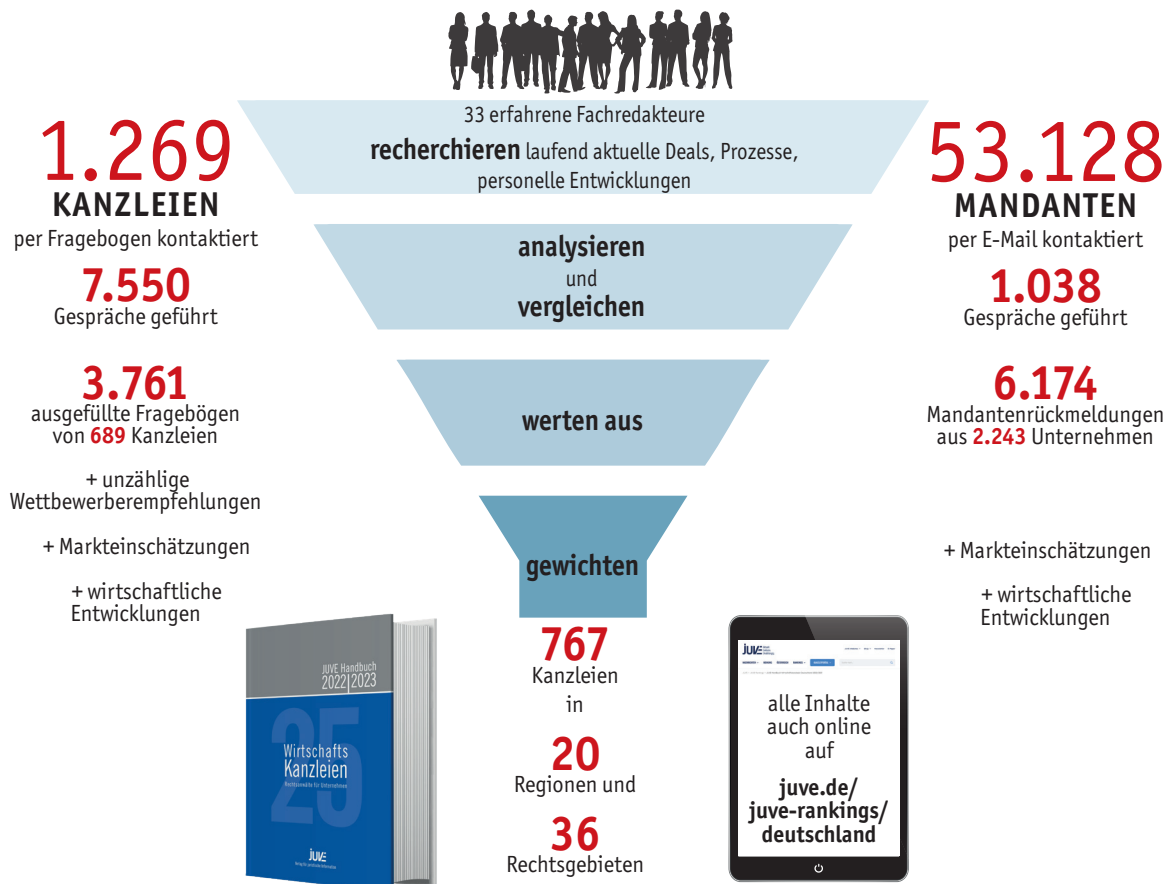 33 erfahrene Fachredakteure
recherchieren laufend aktuelle Deals, Prozesse,
personelle Entwicklungen
analysieren
und
vergleichen
werten aus
gewichten
1.269
KANZLEIEN
per Fragebogen kontaktiert
7.550
Gespräche geführt
3.761
ausgefüllte Fragebögen
von 689 Kanzleien
+ unzählige
Wettbewerberempfehlungen
+ Markteinschätzungen
+ wirtschaftliche
Entwicklungen
53.128
MANDANTEN
per E-Mail kontaktiert
1.038
Gespräche geführt
6.174
Mandantenrückmeldungen
aus 2.243 Unternehmen
+ Markteinschätzungen
+ wirtschaftliche
Entwicklungen
JUVE Handbuch
2022|2023
25
Wirtschafts
Kanzleien
Rechtsanwälte für Unternehmen
JUVE
767
Kanzleien
in
20
Regionen und
36
Rechtsgebieten
JUVE
alle Inhalte
auch online
auf
juve.de/
juve-rankings/
deutschland